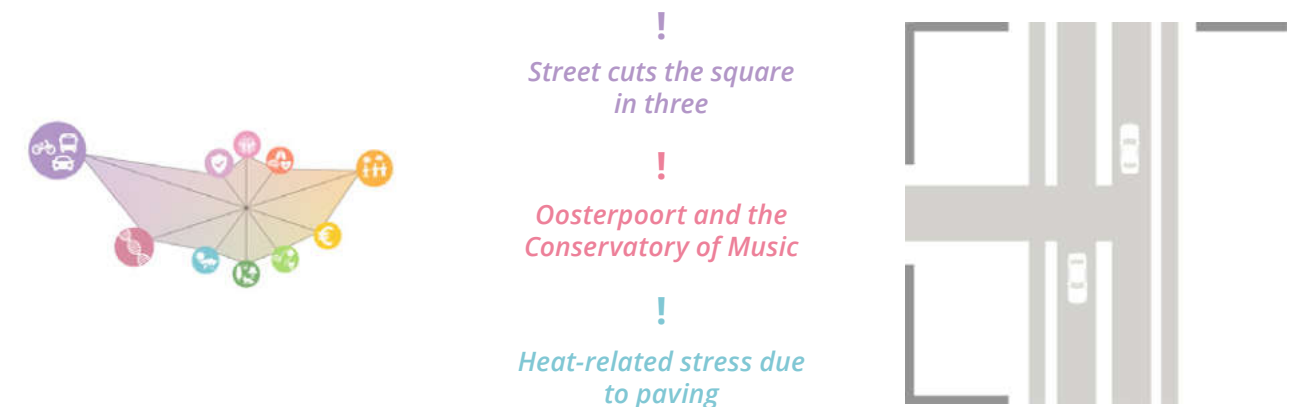 !
Street cuts the square
in three
!
Oosterpoort and the
Conservatory of Music
!
Heat-related stress due
to paving